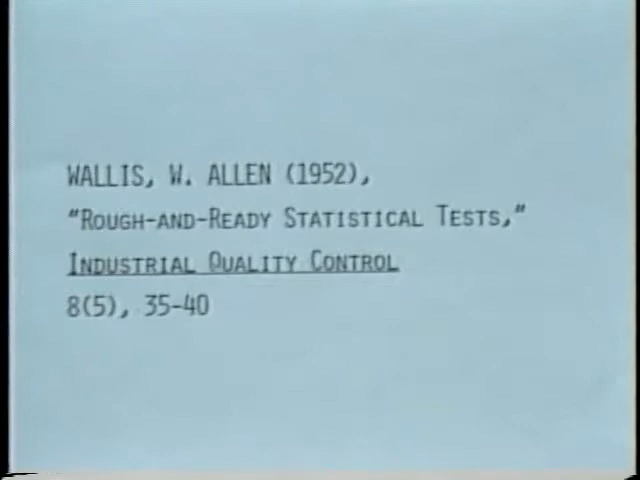 WALLIS, W. ALLEN (1952),
"ROUGH-AND-READY STATISTICAL TESTS,"
INDUSTRIAL QUALITY CONTROL
8(5), 35-40